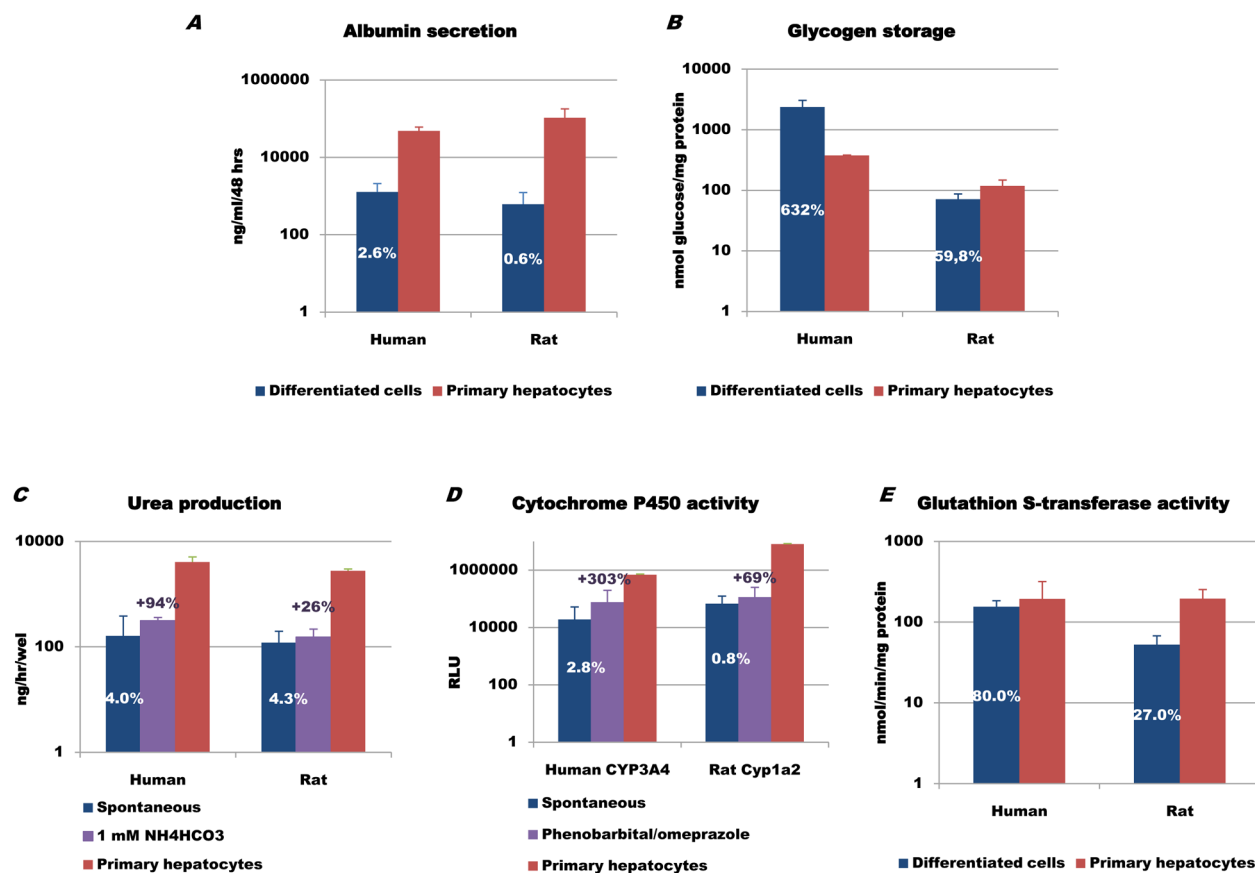 A
Albumin secretion
ng/ml/48 hrs
1000000
10000
100
1
2.6%
0.6%
Human
Rat
Differentiated cells
Primary hepatocytes
B
Glycogen storage
nmol glucose/mg protein
10000
1000
100
10
1
632%
59,8%
Human
Rat
Differentiated cells
Primary hepatocytes
C
Urea production
ng/hr/wel
10000
100
1
+94%
+26%
4.0%
4.3%
Human
Rat
Spontaneous
1 mM NH4HCO3
Primary hepatocytes
D
Cytochrome P450 activity
RLU
1000000
10000
100
1
+303%
+69%
2.8%
0.8%
Human CYP3A4
Rat Cyp1a2
Spontaneous
Phenobarbital/omeprazole
Primary hepatocytes
E
Glutathion S-transferase activity
nmol/min/mg protein
1000
100
10
1
80.0%
27.0%
Human
Rat
Differentiated cells
Primary hepatocytes